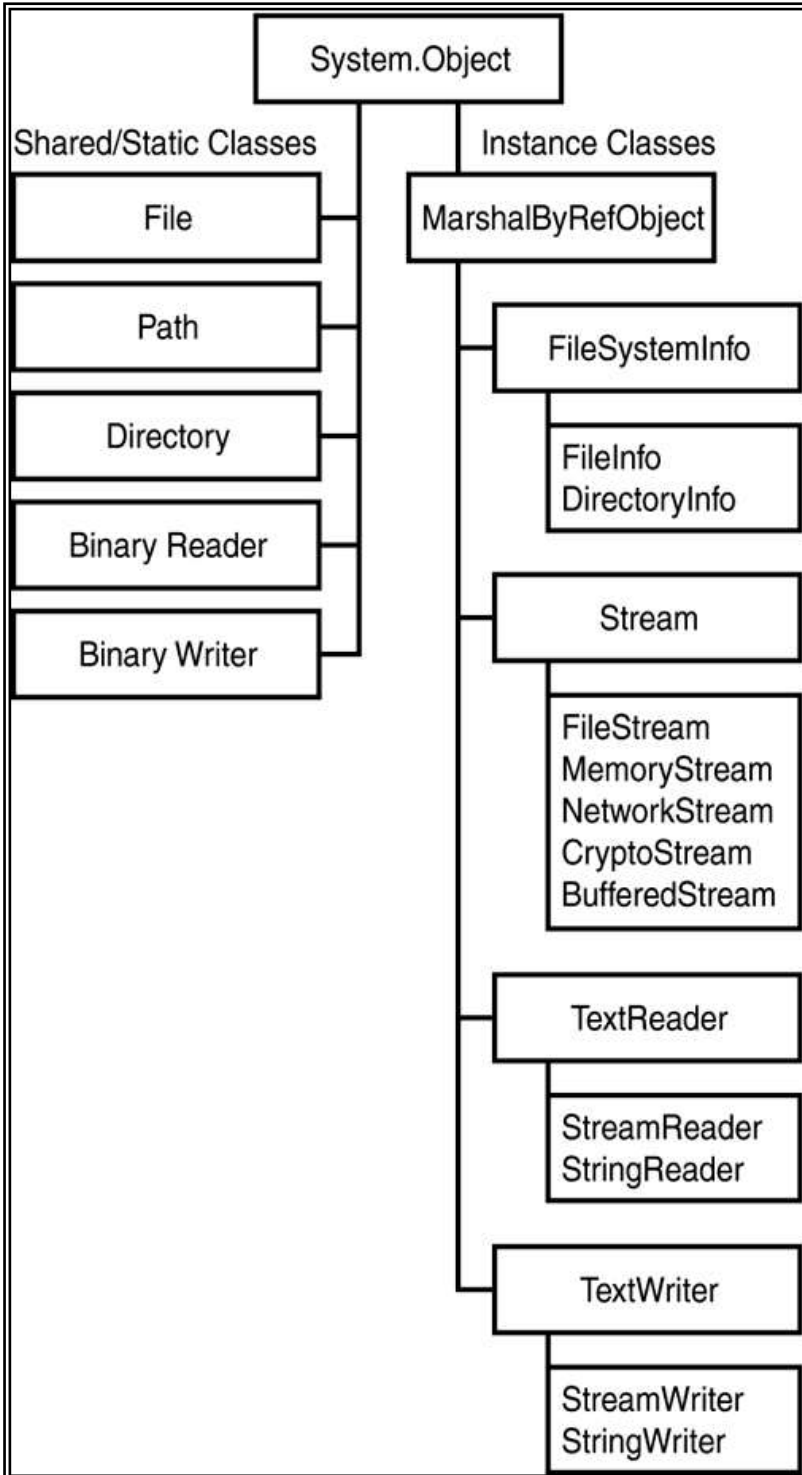 System.Object
Shared/Static Classes
File
Path
Directory
Binary Reader
Binary Writer
Instance Classes
MarshalByRefObject
FileSystemInfo
FileInfo
DirectoryInfo
Stream
FileStream
MemoryStream
NetworkStream
CryptoStream
BufferedStream
TextReader
StreamReader
StringReader
TextWriter
StreamWriter
StringWriter